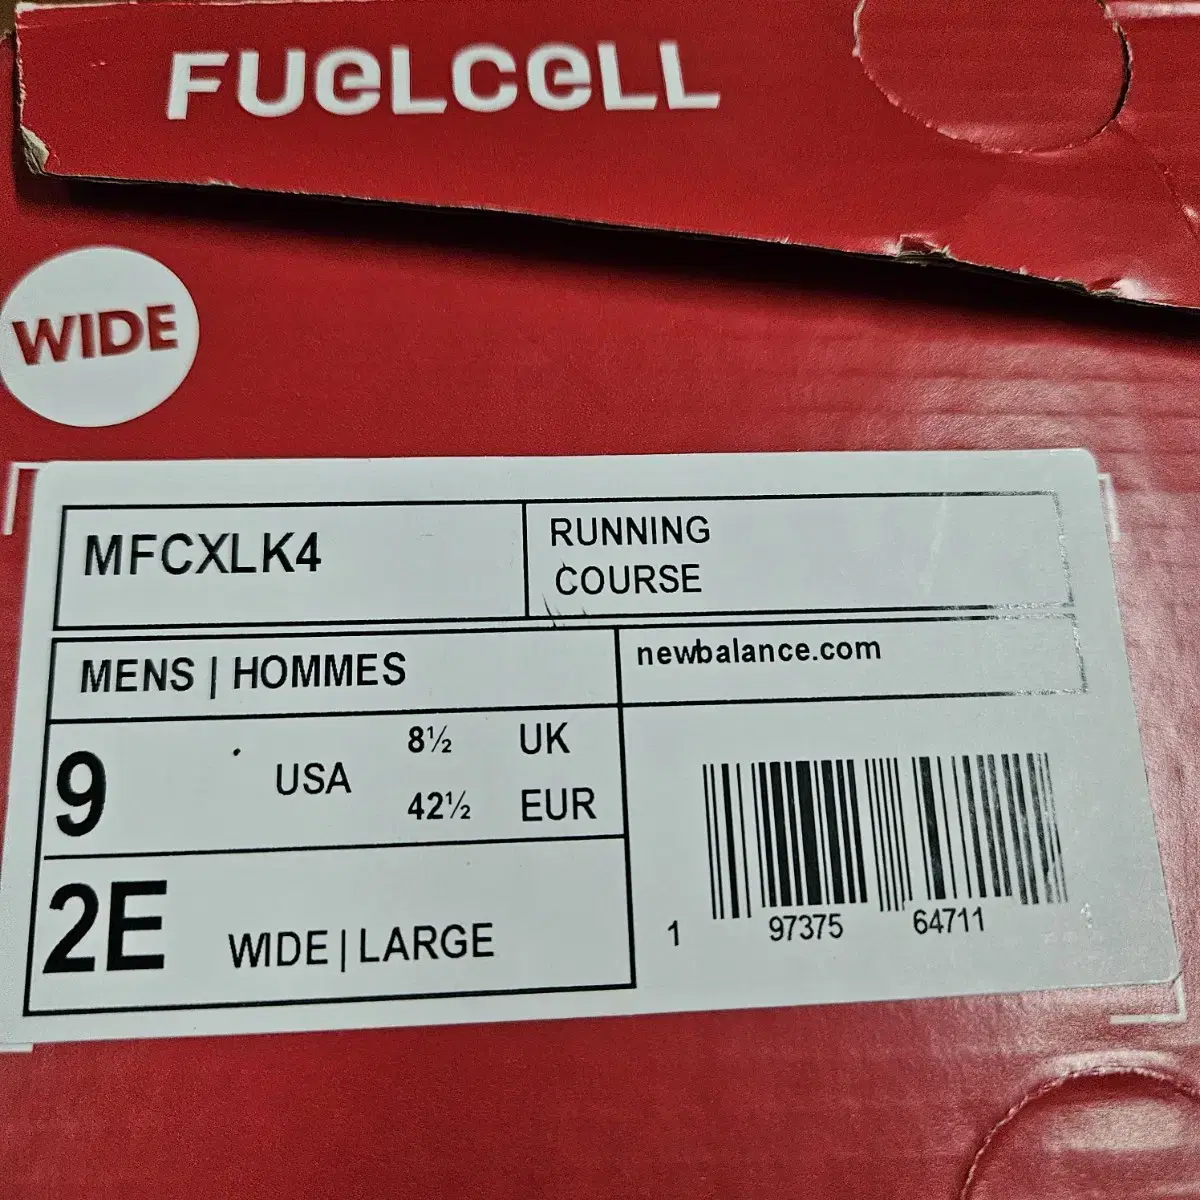 FUELCELL
WIDE
MFCXLK4
RUNNING
COURSE
MENS | HOMMES
newbalance.com
9 USA 8½ UK
42½ EUR
2E WIDE | LARGE
1 97375 64711